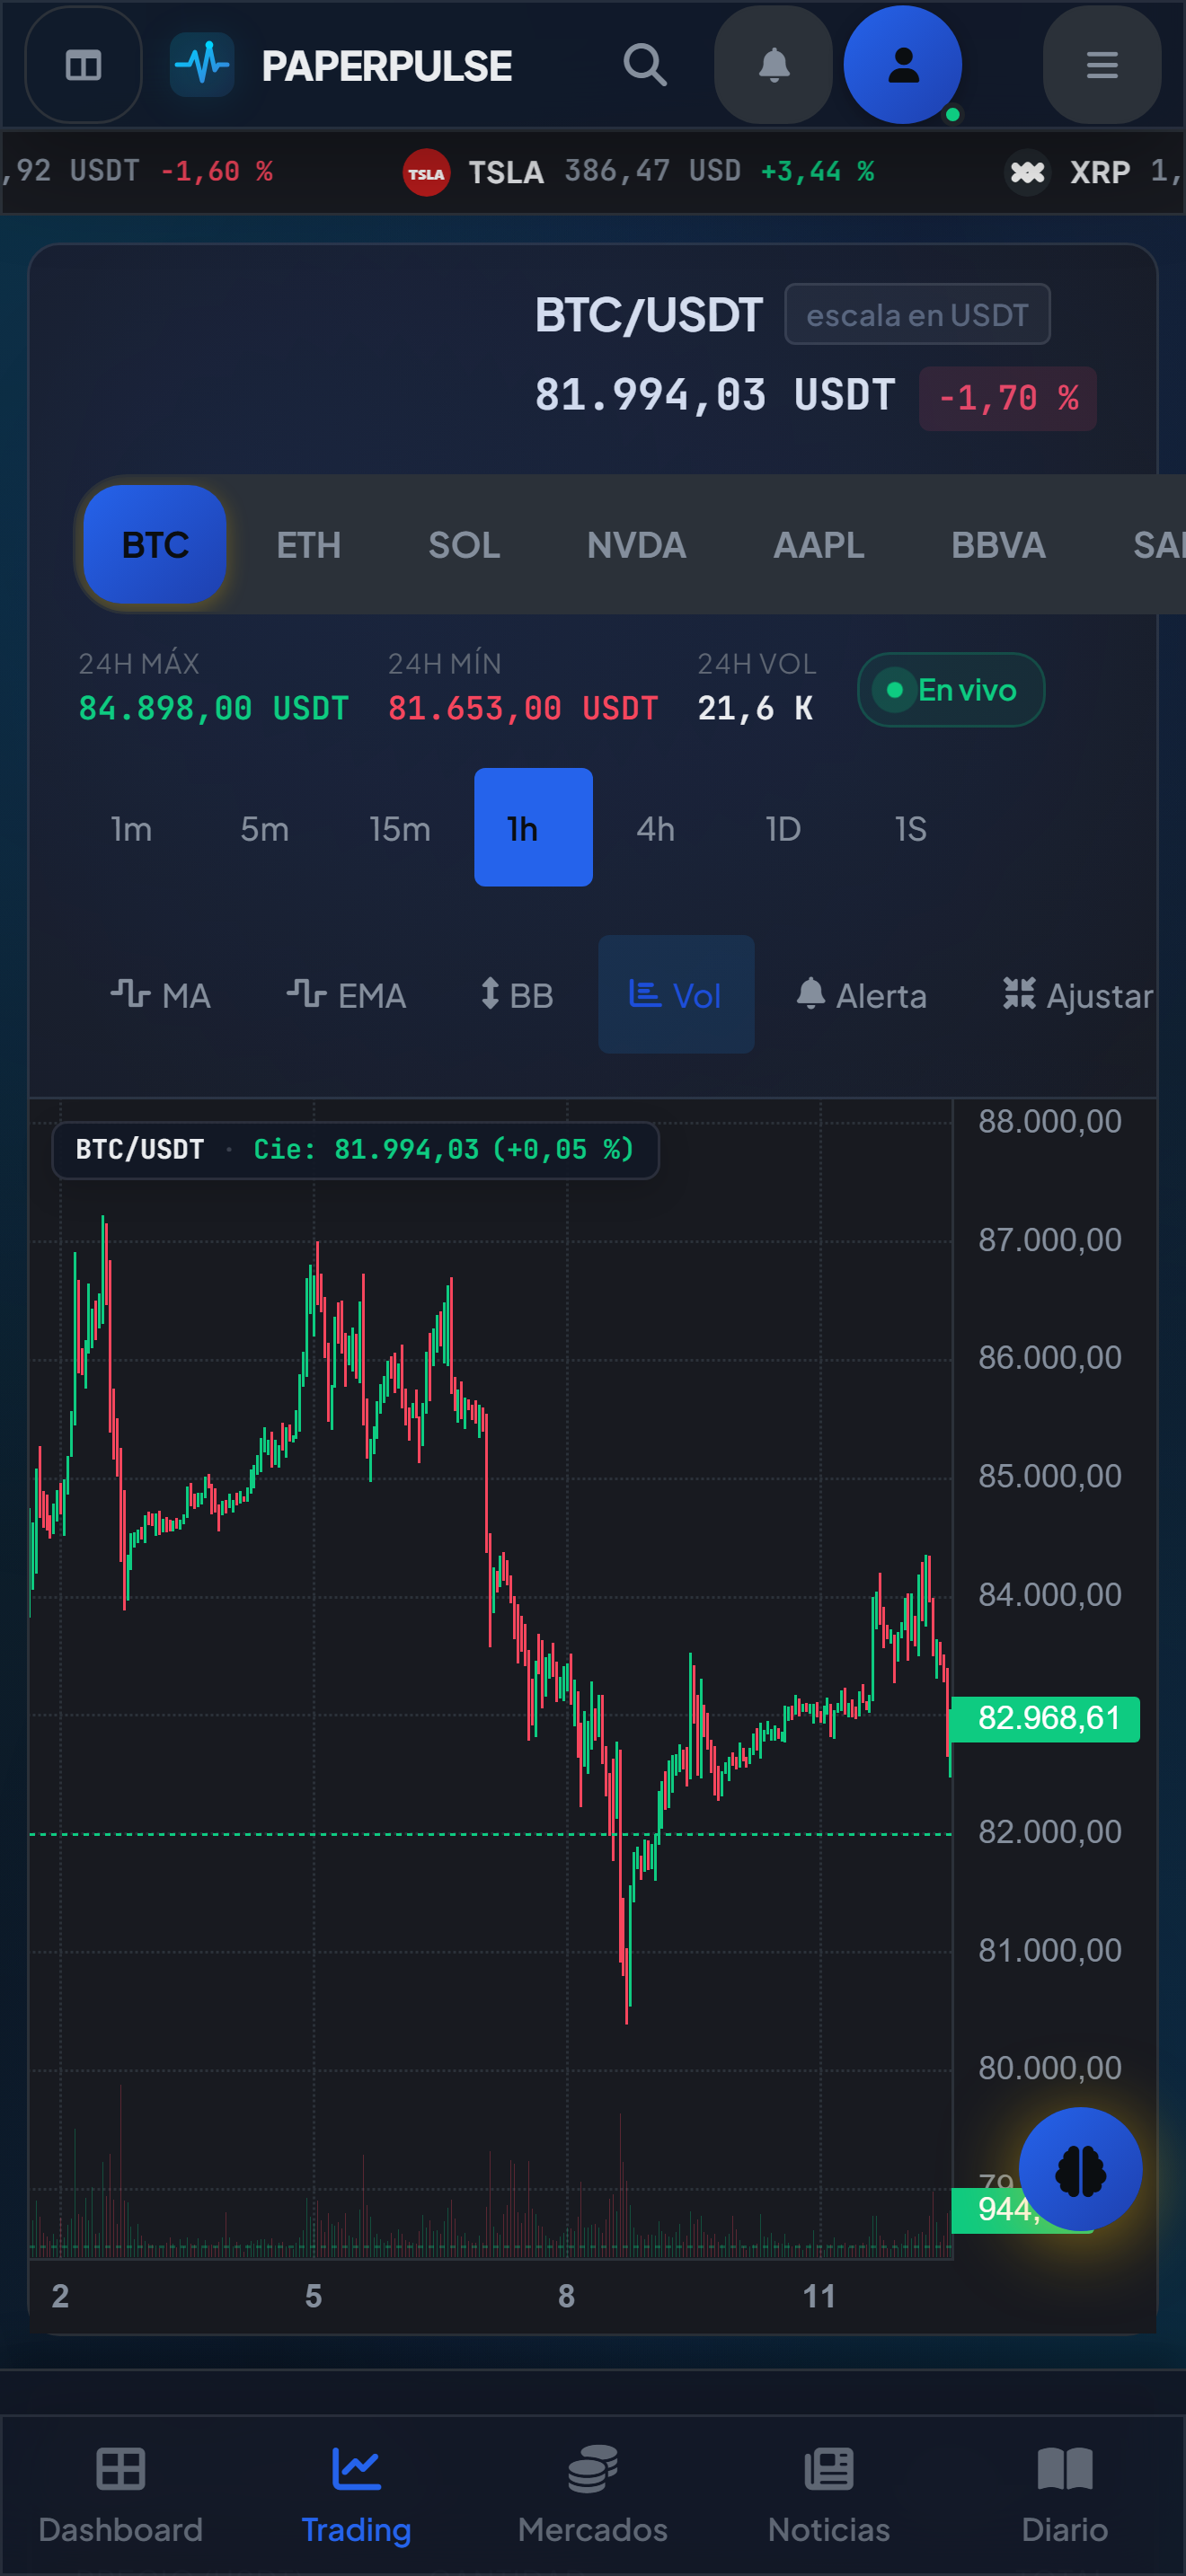 PAPERPULSE
,92 USDT -1,60 % TSLA TSLA 386,47 USD +3,44 % XRP 1,
BTC/USDT escala en USDT
81.994,03 USDT -1,70 %
BTC ETH SOL NVDA AAPL BBVA
24H MÁX 24H MÍN 24H VOL
84.898,00 USDT 81.653,00 USDT 21,6 K En vivo
1m 5m 15m 1h 4h 1D 1S
MA EMA BB Vol Alerta Ajustar
BTC/USDT · Cie: 81.994,03 (+0,05 %)
88.000,00
87.000,00
86.000,00
85.000,00
84.000,00
82.968,61
82.000,00
81.000,00
80.000,00
79
944,
2 5 8 11
Dashboard Trading Mercados Noticias Diario